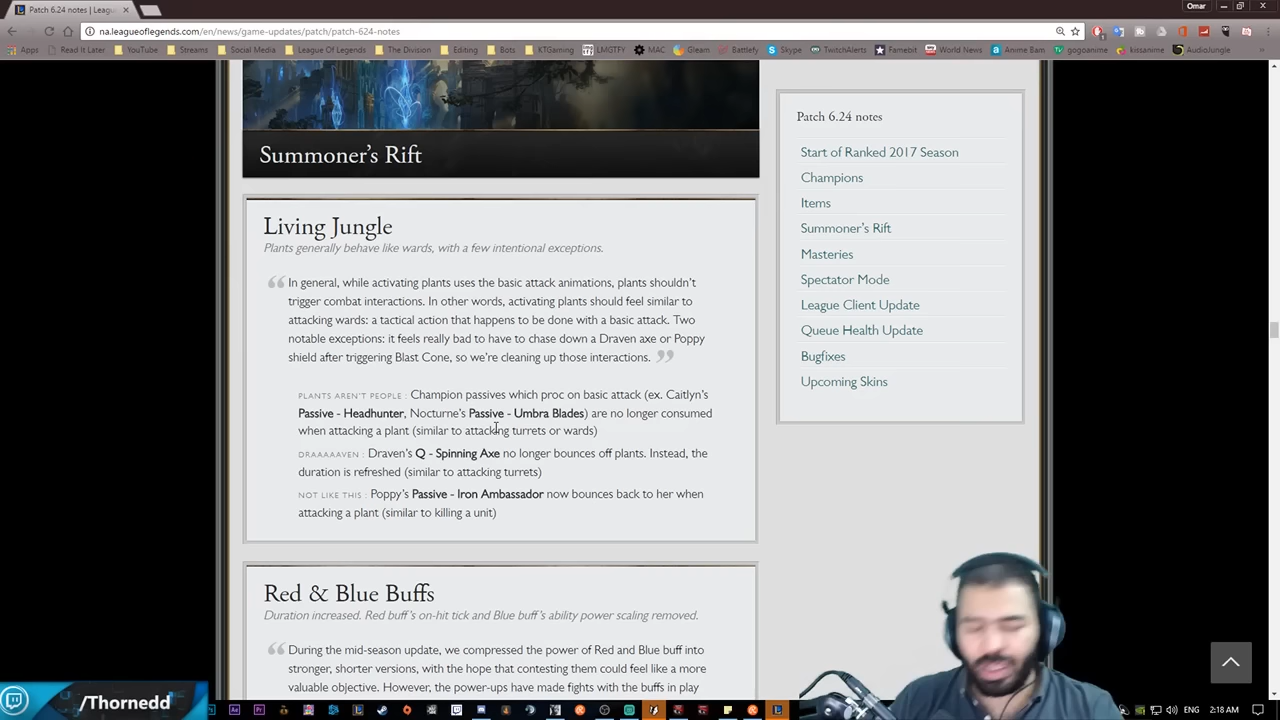 Patch 6.24 notes | Leagu
Omar
na.leagueoflegends.com/en/news/game-updates/patch/patch-624-notes
Apps Read It Later YouTube Streams Social Media League Of Legends The Division Editing Bots KTGaming LMGTFY MAC Gleam Battlefy Skype TwitchAlerts Famebit World News Anime Bam gogoanime kissanime AudioJungle
Summoner's Rift
Living Jungle
Plants generally behave like wards, with a few intentional exceptions.
In general, while activating plants uses the basic attack animations, plants shouldn't
trigger combat interactions. In other words, activating plants should feel similar to
attacking wards: a tactical action that happens to be done with a basic attack. Two
notable exceptions: it feels really bad to have to chase down a Draven axe or Poppy
shield after triggering Blast Cone, so we're cleaning up those interactions.
PLANTS AREN'T PEOPLE : Champion passives which proc on basic attack (ex. Caitlyn's
Passive - Headhunter, Nocturne's Passive - Umbra Blades) are no longer consumed
when attacking a plant (similar to attacking turrets or wards)
DRAAAAAVEN : Draven's Q - Spinning Axe no longer bounces off plants. Instead, the
duration is refreshed (similar to attacking turrets)
NOT LIKE THIS : Poppy's Passive - Iron Ambassador now bounces back to her when
attacking a plant (similar to killing a unit)
Red & Blue Buffs
Duration increased. Red buff's on-hit tick and Blue buff's ability power scaling removed.
During the mid-season update, we compressed the power of Red and Blue buff into
stronger, shorter versions, with the hope that contesting them could feel like a more
valuable objective. However, the power-ups have made fights with the buffs in play
Patch 6.24 notes
Start of Ranked 2017 Season
Champions
Items
Summoner's Rift
Masteries
Spectator Mode
League Client Update
Queue Health Update
Bugfixes
Upcoming Skins
/Thornedd
2:18 AM